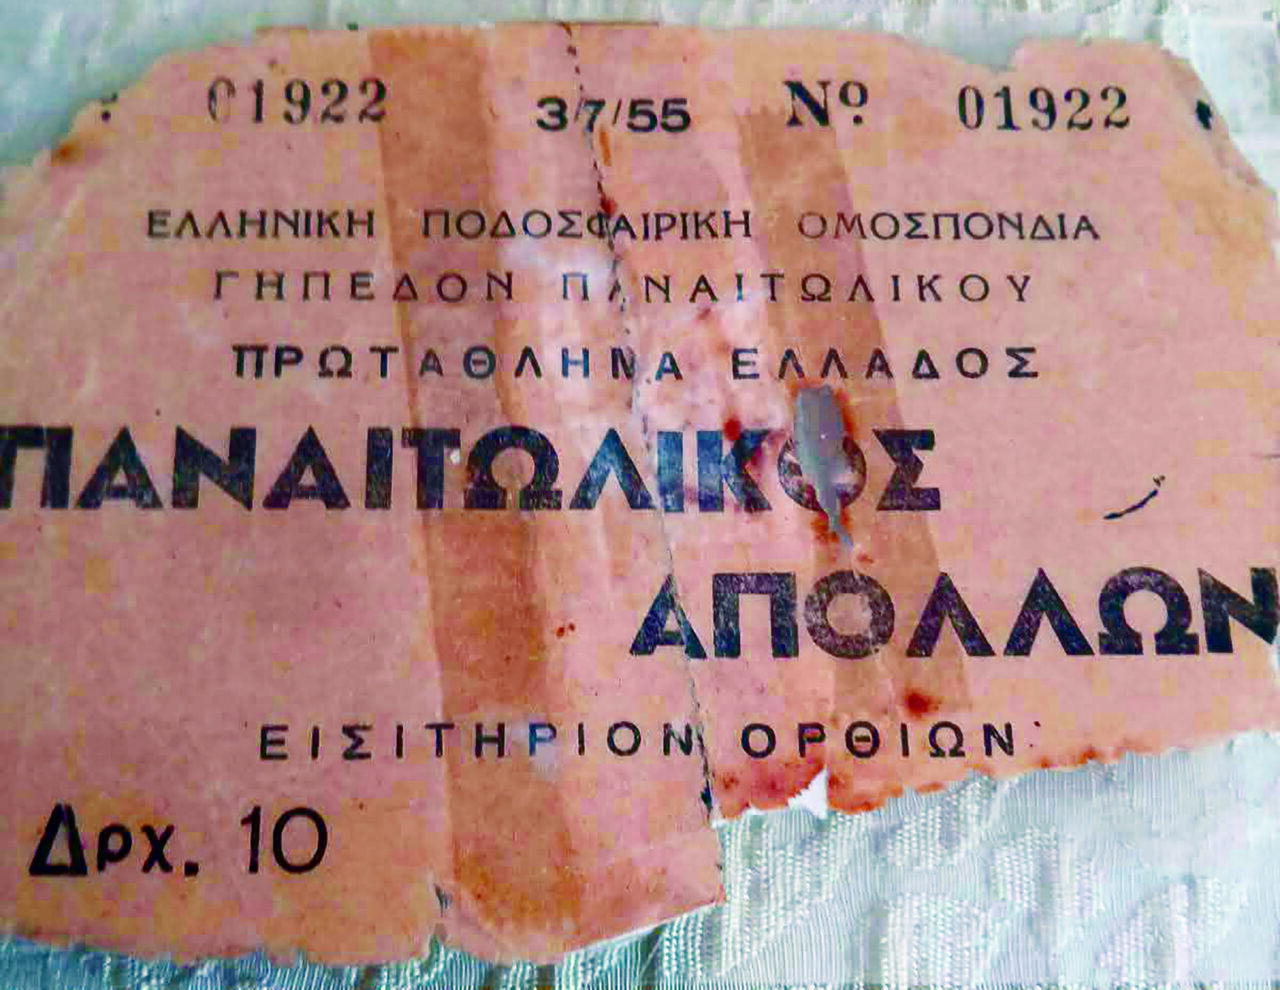 01922 3/7/55 Nº 01922
ΕΛΛΗΝΙΚΗ ΠΟΔΟΣΦΑΙΡΙΚΗ ΟΜΟΣΠΟΝΔΙΑ
ΓΗΠΕΔΟΝ ΠΑΝΑΙΤΩΛΙΚΟΥ
ΠΡΩΤΑΘΛΗΜΑ ΕΛΛΑΔΟΣ
ΠΑΝΑΙΤΩΛΙΚΟΣ
ΑΠΟΛΛΩΝ
ΕΙΣΙΤΗΡΙΟΝ ΟΡΘΙΩΝ
Δρχ. 10